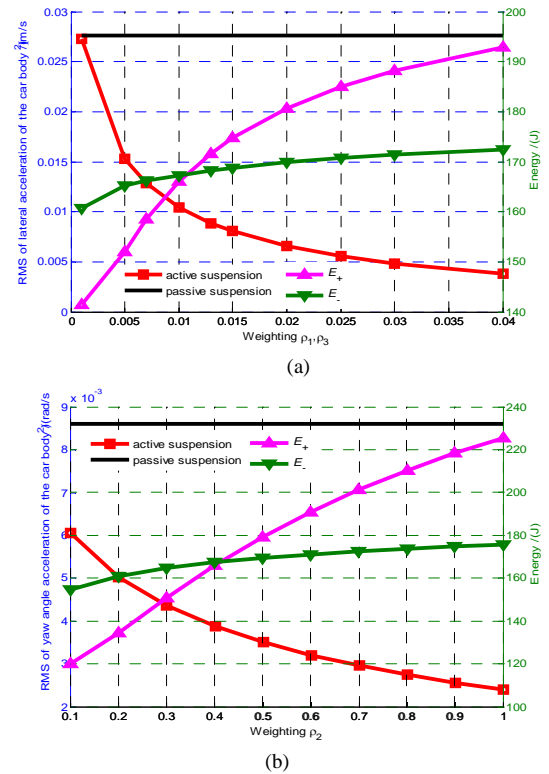 RMS of lateral acceleration of the car body /(m/s²
0.03
0.025
0.02
0.015
0.01
0.005
0
200
190
180
170
160
150
140
Energy /(J)
active suspension
passive suspension
E+
E-
0 0.005 0.01 0.015 0.02 0.025 0.03 0.04
Weighting ρ1,ρ3
(a)
x 10-3
RMS of yaw angle acceleration of the car body /(rad/s²
9
8
7
6
5
4
3
2
240
220
200
180
160
140
120
100
Energy /(J)
active suspension
passive suspension
E+
E-
0.1 0.2 0.3 0.4 0.5 0.6 0.7 0.8 0.9 1
Weighting ρ2
(b)